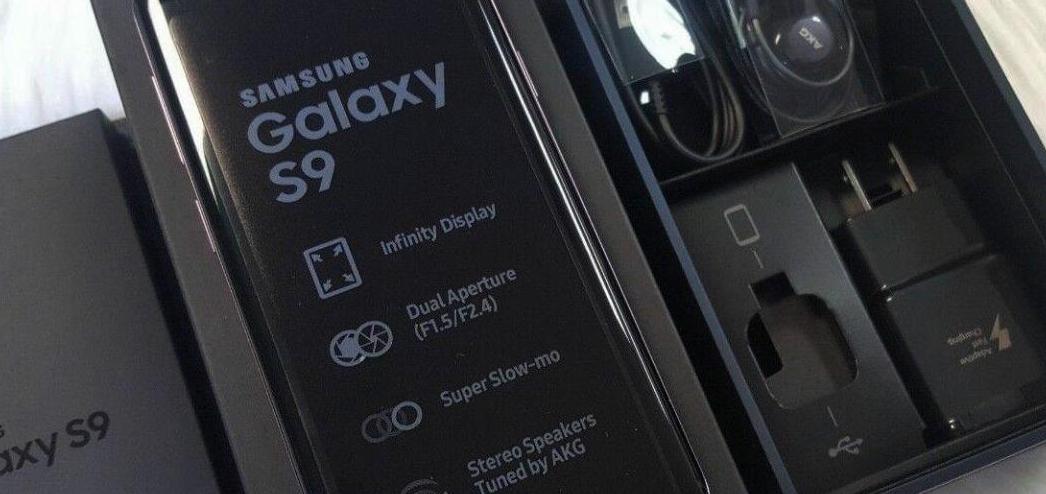 SAMSUNG
Galaxy
S9
Infinity Display
Dual Aperture
(F1.5/F2.4)
Super Slow-mo
Stereo Speakers
Tuned by AKG
axy S9
AKG
Adaptive
Fast
Charging